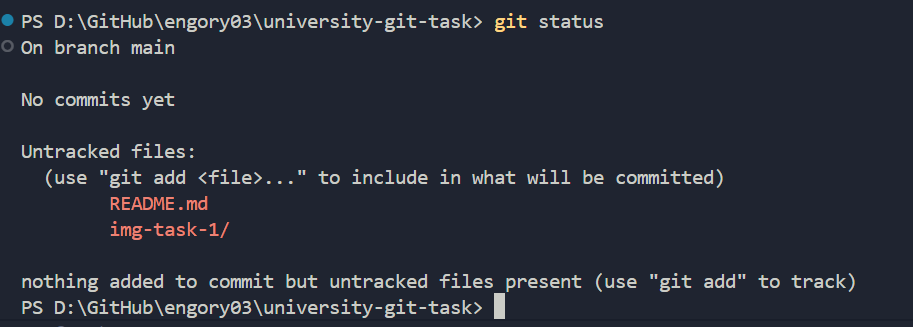 PS D:\GitHub\engory03\university-git-task> git status
On branch main
No commits yet
Untracked files:
(use "git add <file>..." to include in what will be committed)
README.md
img-task-1/
nothing added to commit but untracked files present (use "git add" to track)
PS D:\GitHub\engory03\university-git-task>